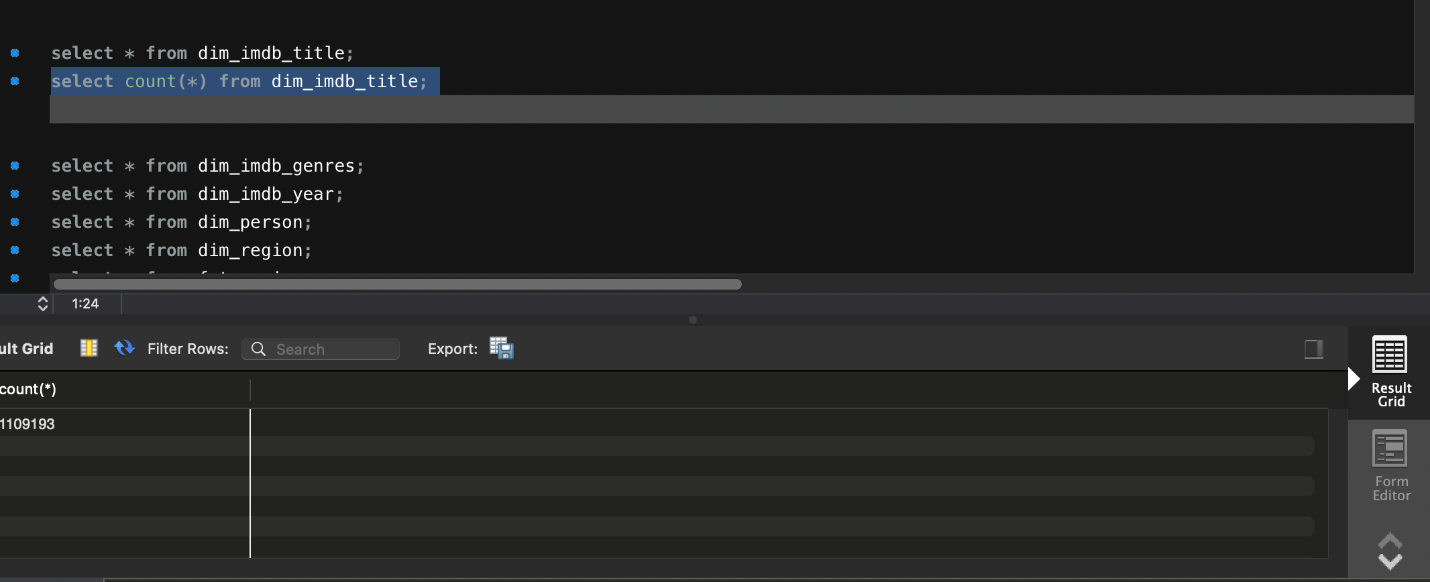 select * from dim_imdb_title;
select count(*) from dim_imdb_title;
select * from dim_imdb_genres;
select * from dim_imdb_year;
select * from dim_person;
select * from dim_region;
1:24
ult Grid
Filter Rows:
Search
Export:
count(*)
1109193
Result
Grid
Form
Editor